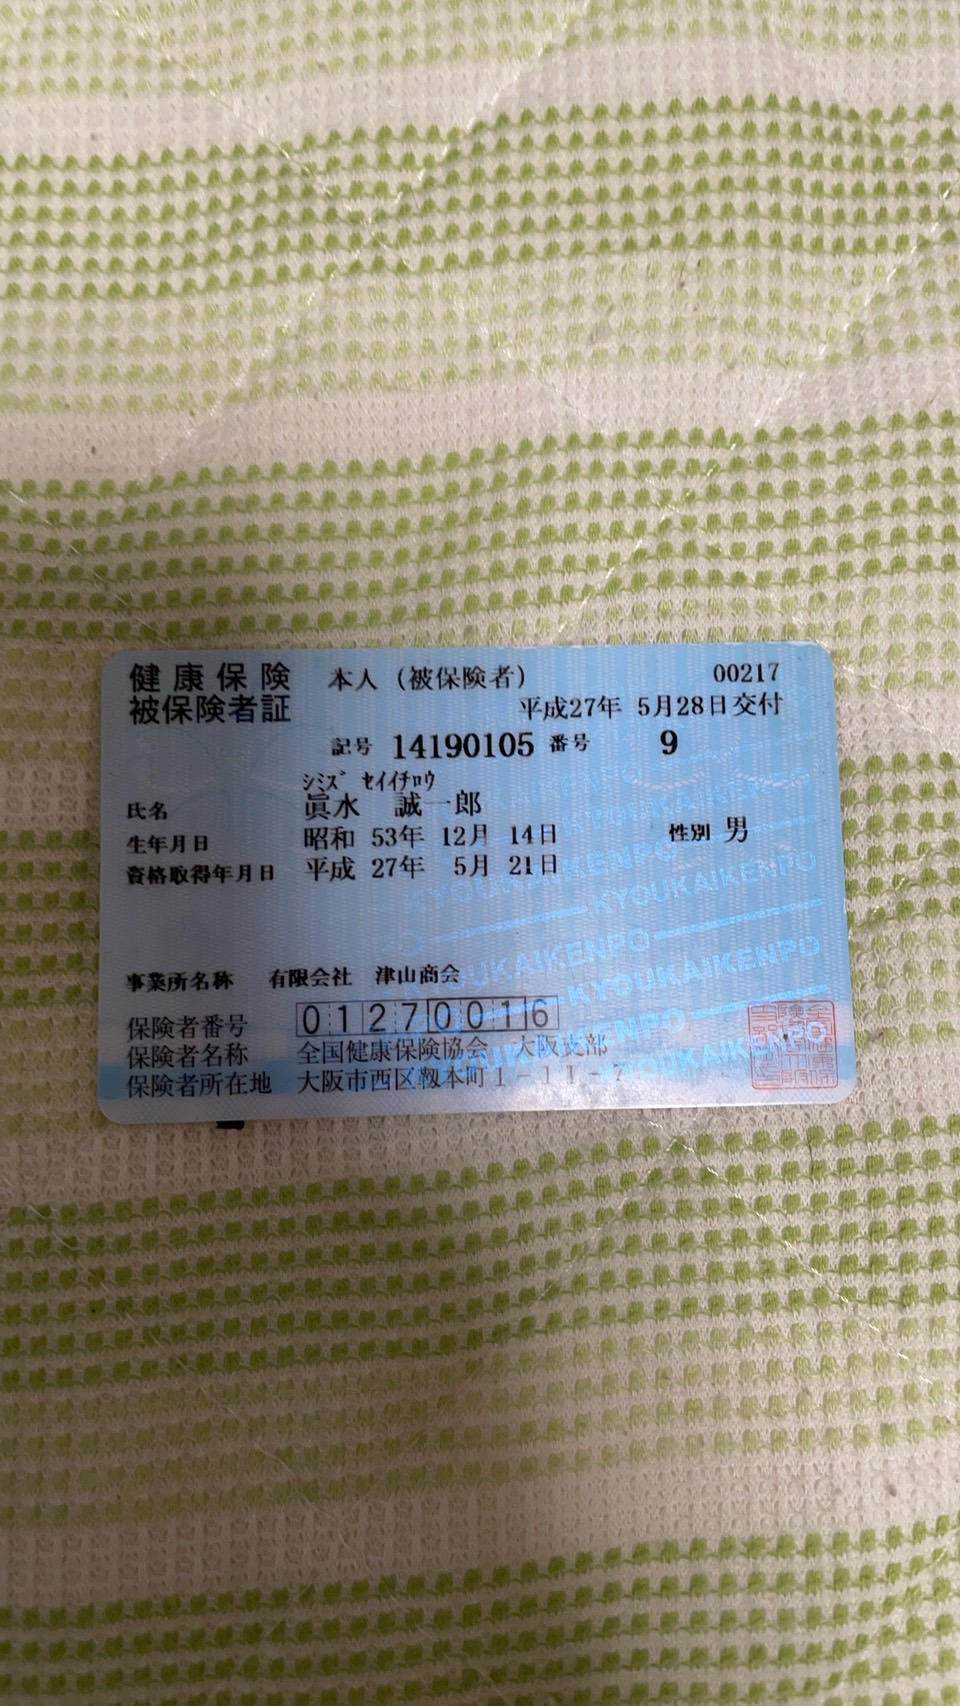 健康保険 本人（被保険者） 00217
被保険者証 平成27年 5月28日交付
記号 14190105 番号 9
ｼﾐｽﾞ ｾｲｲﾁﾛｳ
氏名 眞水 誠一郎
生年月日 昭和 53年 12月 14日 性別 男
資格取得年月日 平成 27年 5月 21日
事業所名称 有限会社 津山商会
保険者番号 01270016
保険者名称 全国健康保険協会 大阪支部
保険者所在地 大阪市西区靱本町1-11-7
KYOUKAIKENPO
KYOUKAIKENPO
KYOUKAIKENPO
KYOUKAIKENPO